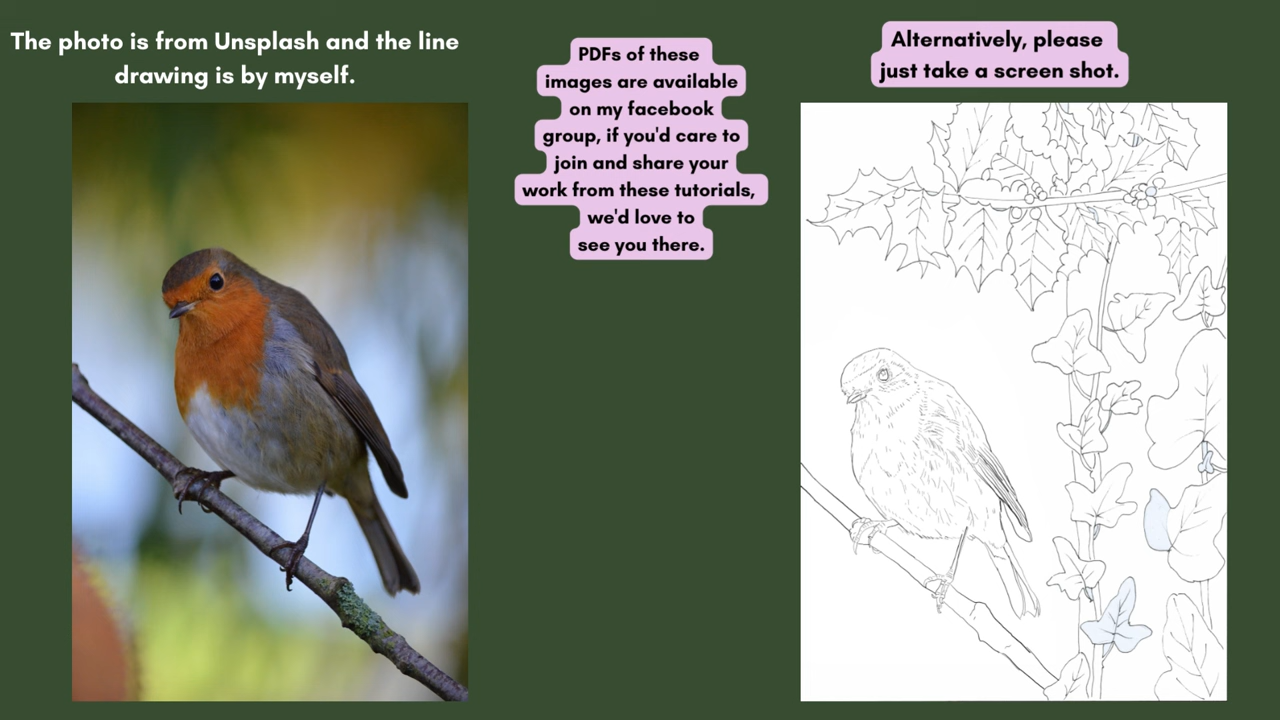 The photo is from Unsplash and the line
drawing is by myself.
PDFs of these
images are available
on my facebook
group, if you'd care to
join and share your
work from these tutorials,
we'd love to
see you there.
Alternatively, please
just take a screen shot.